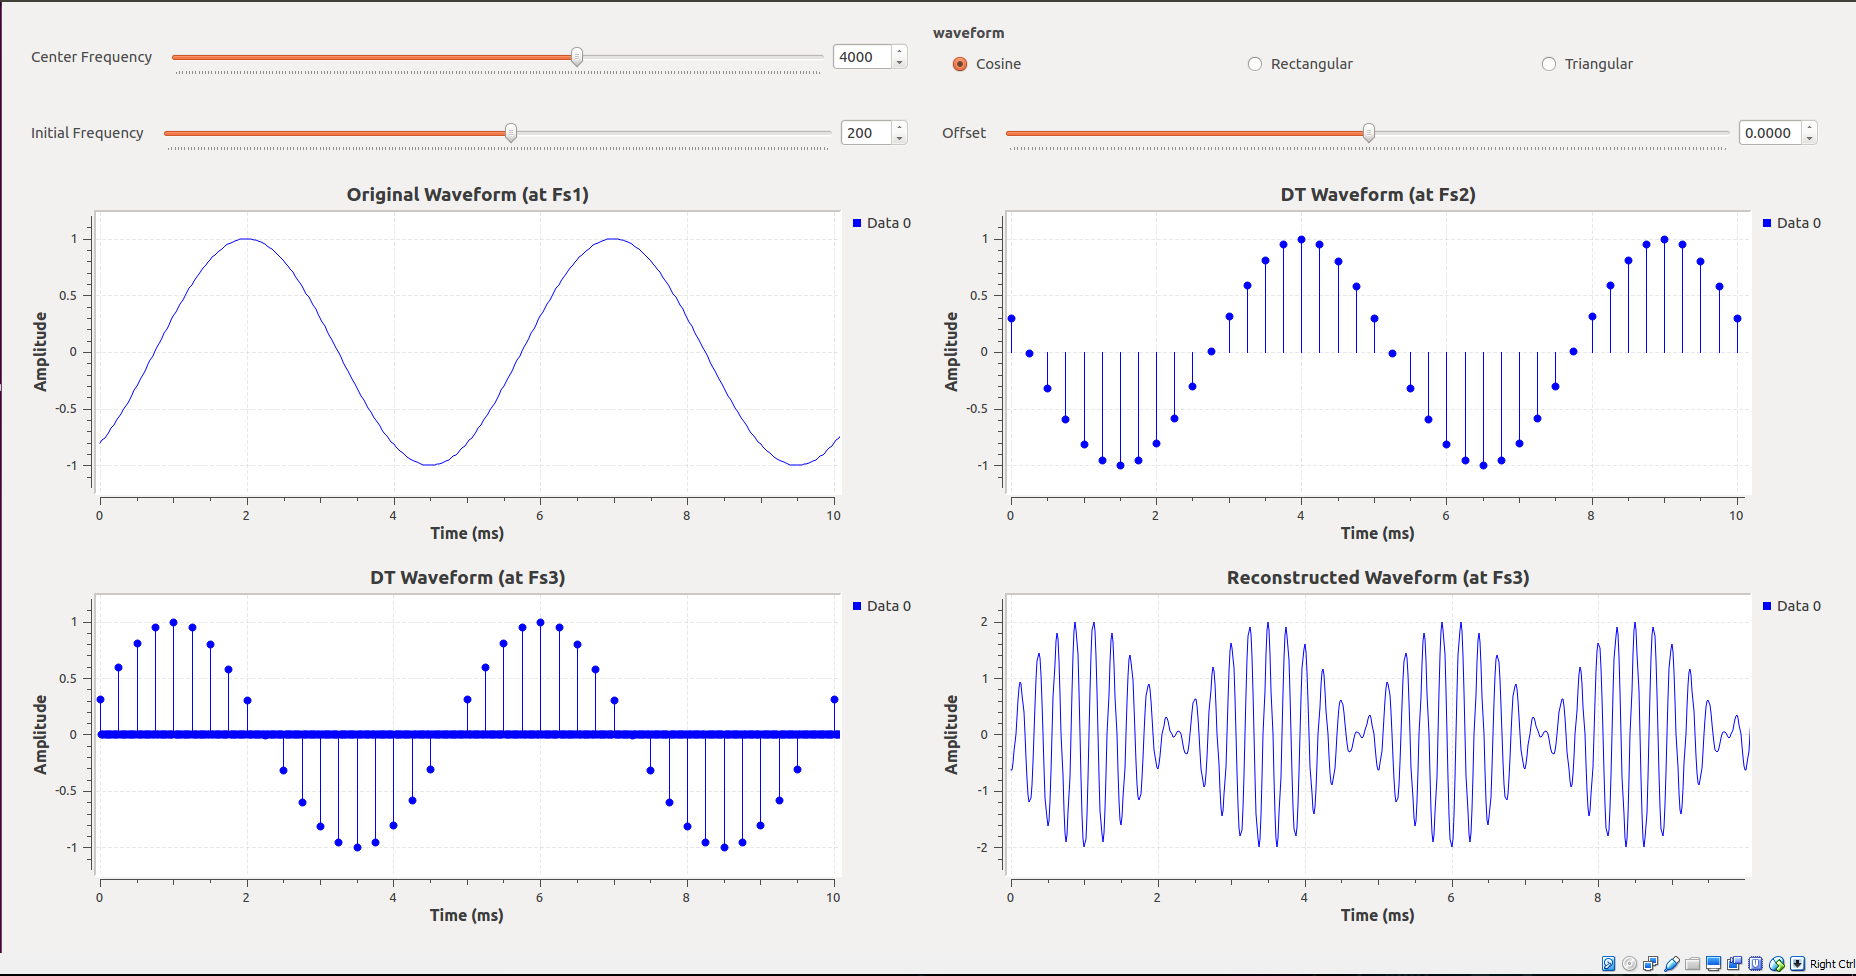 waveform
Center Frequency 4000 Cosine Rectangular Triangular
Initial Frequency 200 Offset 0.0000
Original Waveform (at Fs1)
Data 0
Amplitude
1
0.5
0
-0.5
-1
0 2 4 6 8 10
Time (ms)
DT Waveform (at Fs2)
Data 0
Amplitude
1
0.5
0
-0.5
-1
0 2 4 6 8 10
Time (ms)
DT Waveform (at Fs3)
Data 0
Amplitude
1
0.5
0
-0.5
-1
0 2 4 6 8 10
Time (ms)
Reconstructed Waveform (at Fs3)
Data 0
Amplitude
2
1
0
-1
-2
0 2 4 6 8
Time (ms)
Right Ctrl